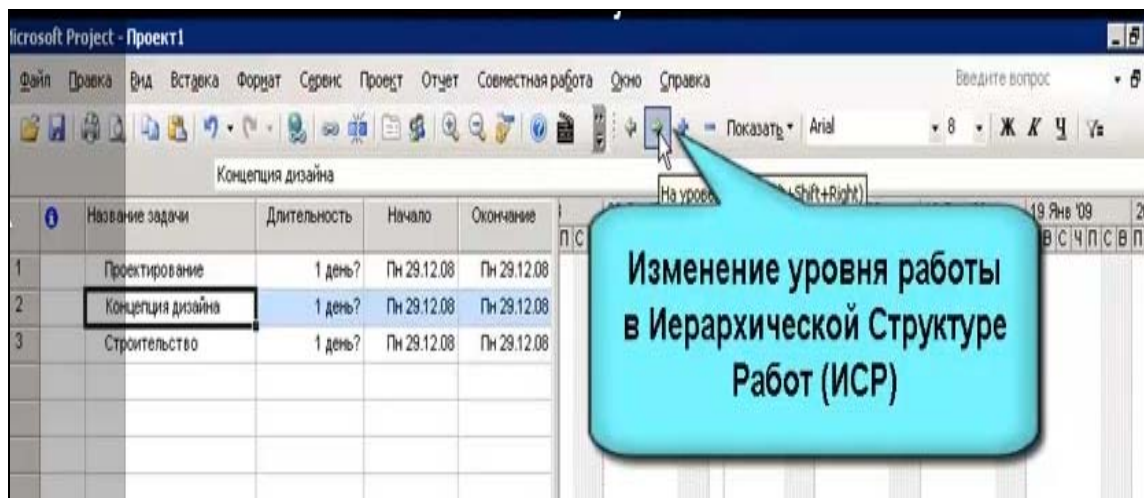 Microsoft Project - Проект1
Файл Правка Вид Вставка Формат Сервис Проект Отчет Совместная работа Окно Справка Введите вопрос
Показать Arial 8 Ж К Ч
Концепция дизайна
На уровe +Shift+Right)
Название задачи Длительность Начало Окончание 19 Янв '09
П С В С Ч П С В П
1 Проектирование 1 день? Пн 29.12.08 Пн 29.12.08
2 Концепция дизайна 1 день? Пн 29.12.08 Пн 29.12.08
3 Строительство 1 день? Пн 29.12.08 Пн 29.12.08
Изменение уровня работы
в Иерархической Структуре
Работ (ИСР)